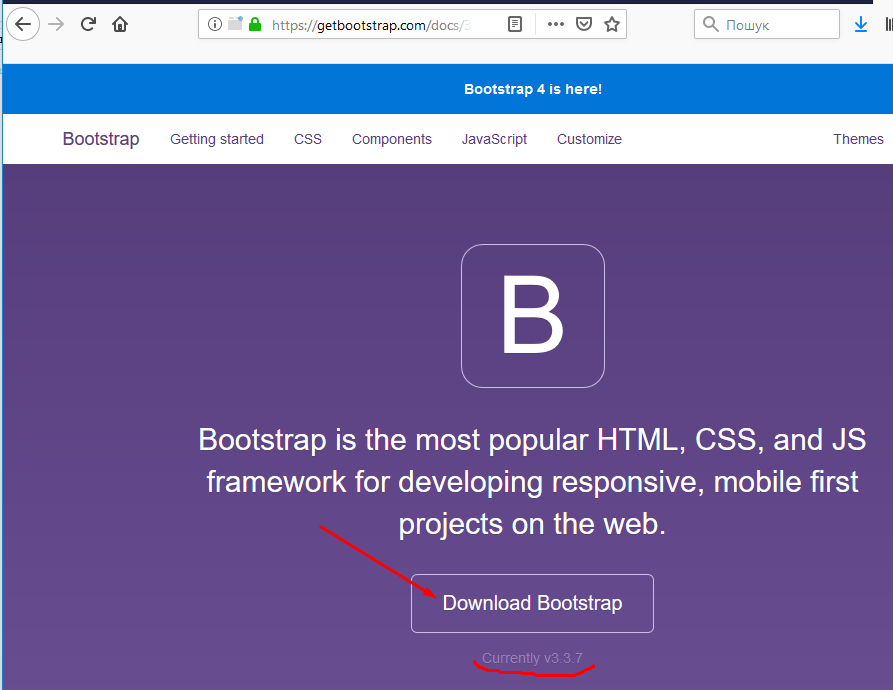 https://getbootstrap.com/docs/3
Пошук
Bootstrap 4 is here!
Bootstrap Getting started CSS Components JavaScript Customize Themes
B
Bootstrap is the most popular HTML, CSS, and JS
framework for developing responsive, mobile first
projects on the web.
Download Bootstrap
Currently v3.3.7